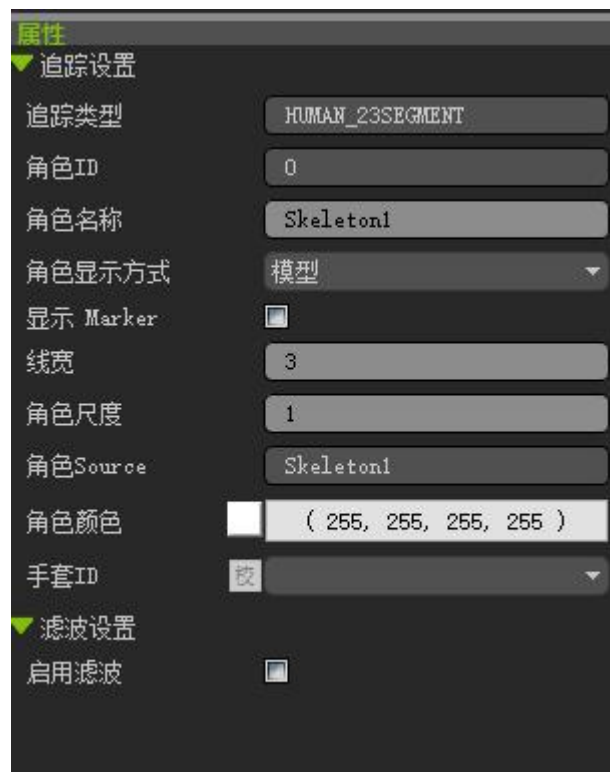 属性
追踪设置
追踪类型 HUMAN_23SEGMENT
角色ID 0
角色名称 Skeleton1
角色显示方式 模型
显示 Marker
线宽 3
角色尺度 1
角色Source Skeleton1
角色颜色 ( 255, 255, 255, 255 )
手套ID 校
滤波设置
启用滤波